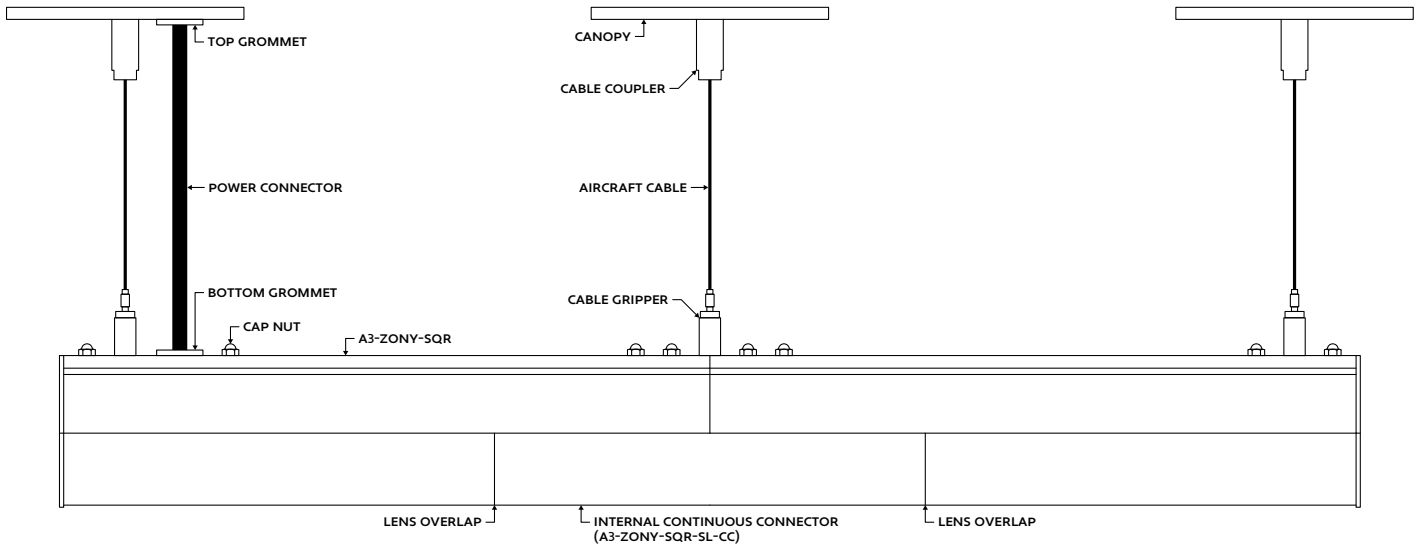 TOP GROMMET
CANOPY
CABLE COUPLER
POWER CONNECTOR
AIRCRAFT CABLE
BOTTOM GROMMET
CABLE GRIPPER
CAP NUT
A3-ZONY-SQR
LENS OVERLAP
INTERNAL CONTINUOUS CONNECTOR
(A3-ZONY-SQR-SL-CC)
LENS OVERLAP